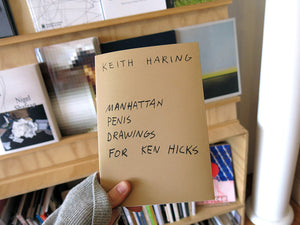 KEITH HARING
MANHATTAN
PENIS
DRAWINGS
FOR KEN HICKS